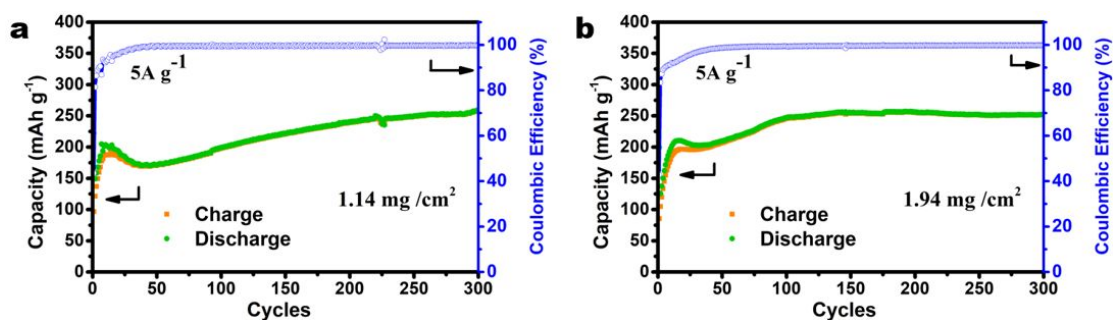 a
400
350
300
250
200
150
100
50
0
Capacity (mAh g⁻¹)
5A g⁻¹
1.14 mg /cm²
Charge
Discharge
0 50 100 150 200 250 300
Cycles
100
80
60
40
20
0
Coulombic Efficiency (%)
b
400
350
300
250
200
150
100
50
0
Capacity (mAh g⁻¹)
5A g⁻¹
1.94 mg /cm²
Charge
Discharge
0 50 100 150 200 250 300
Cycles
100
80
60
40
20
0
Coulombic Efficiency (%)